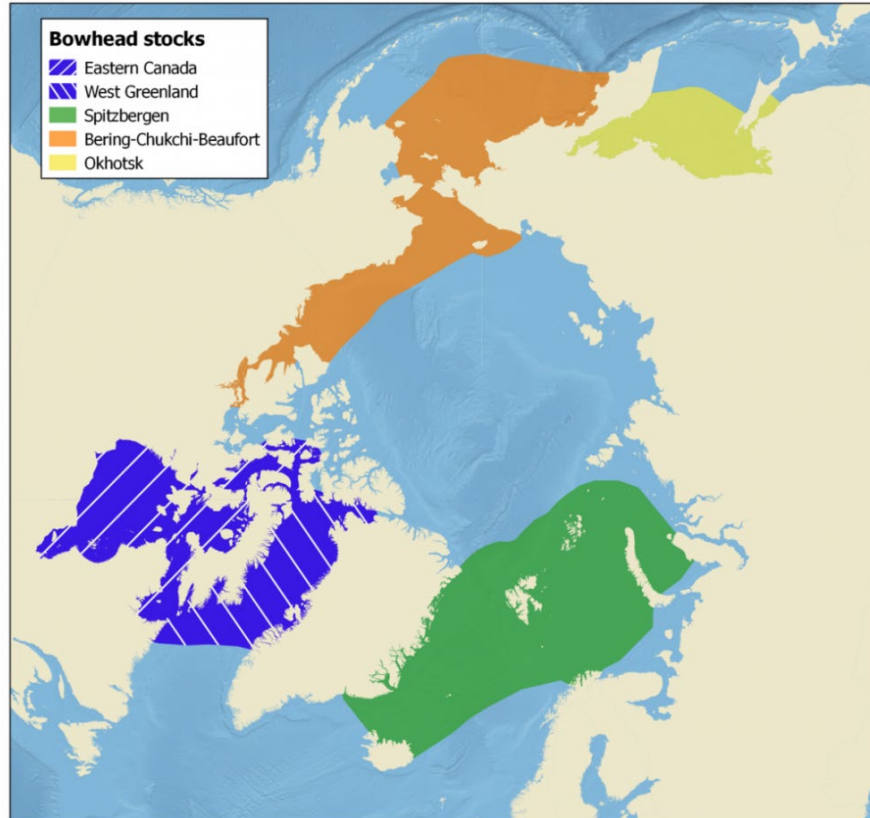 Bowhead stocks
Eastern Canada
West Greenland
Spitzbergen
Bering-Chukchi-Beaufort
Okhotsk